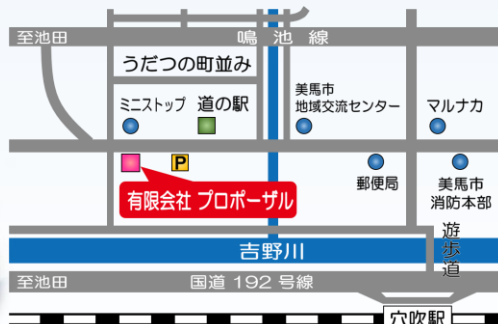 至池田
鳴池線
うだつの町並み
ミニストップ
道の駅
美馬市
地域交流センター
マルナカ
P
郵便局
美馬市
消防本部
有限会社 プロポーザル
遊歩道
吉野川
至池田
国道 192 号線
穴吹駅